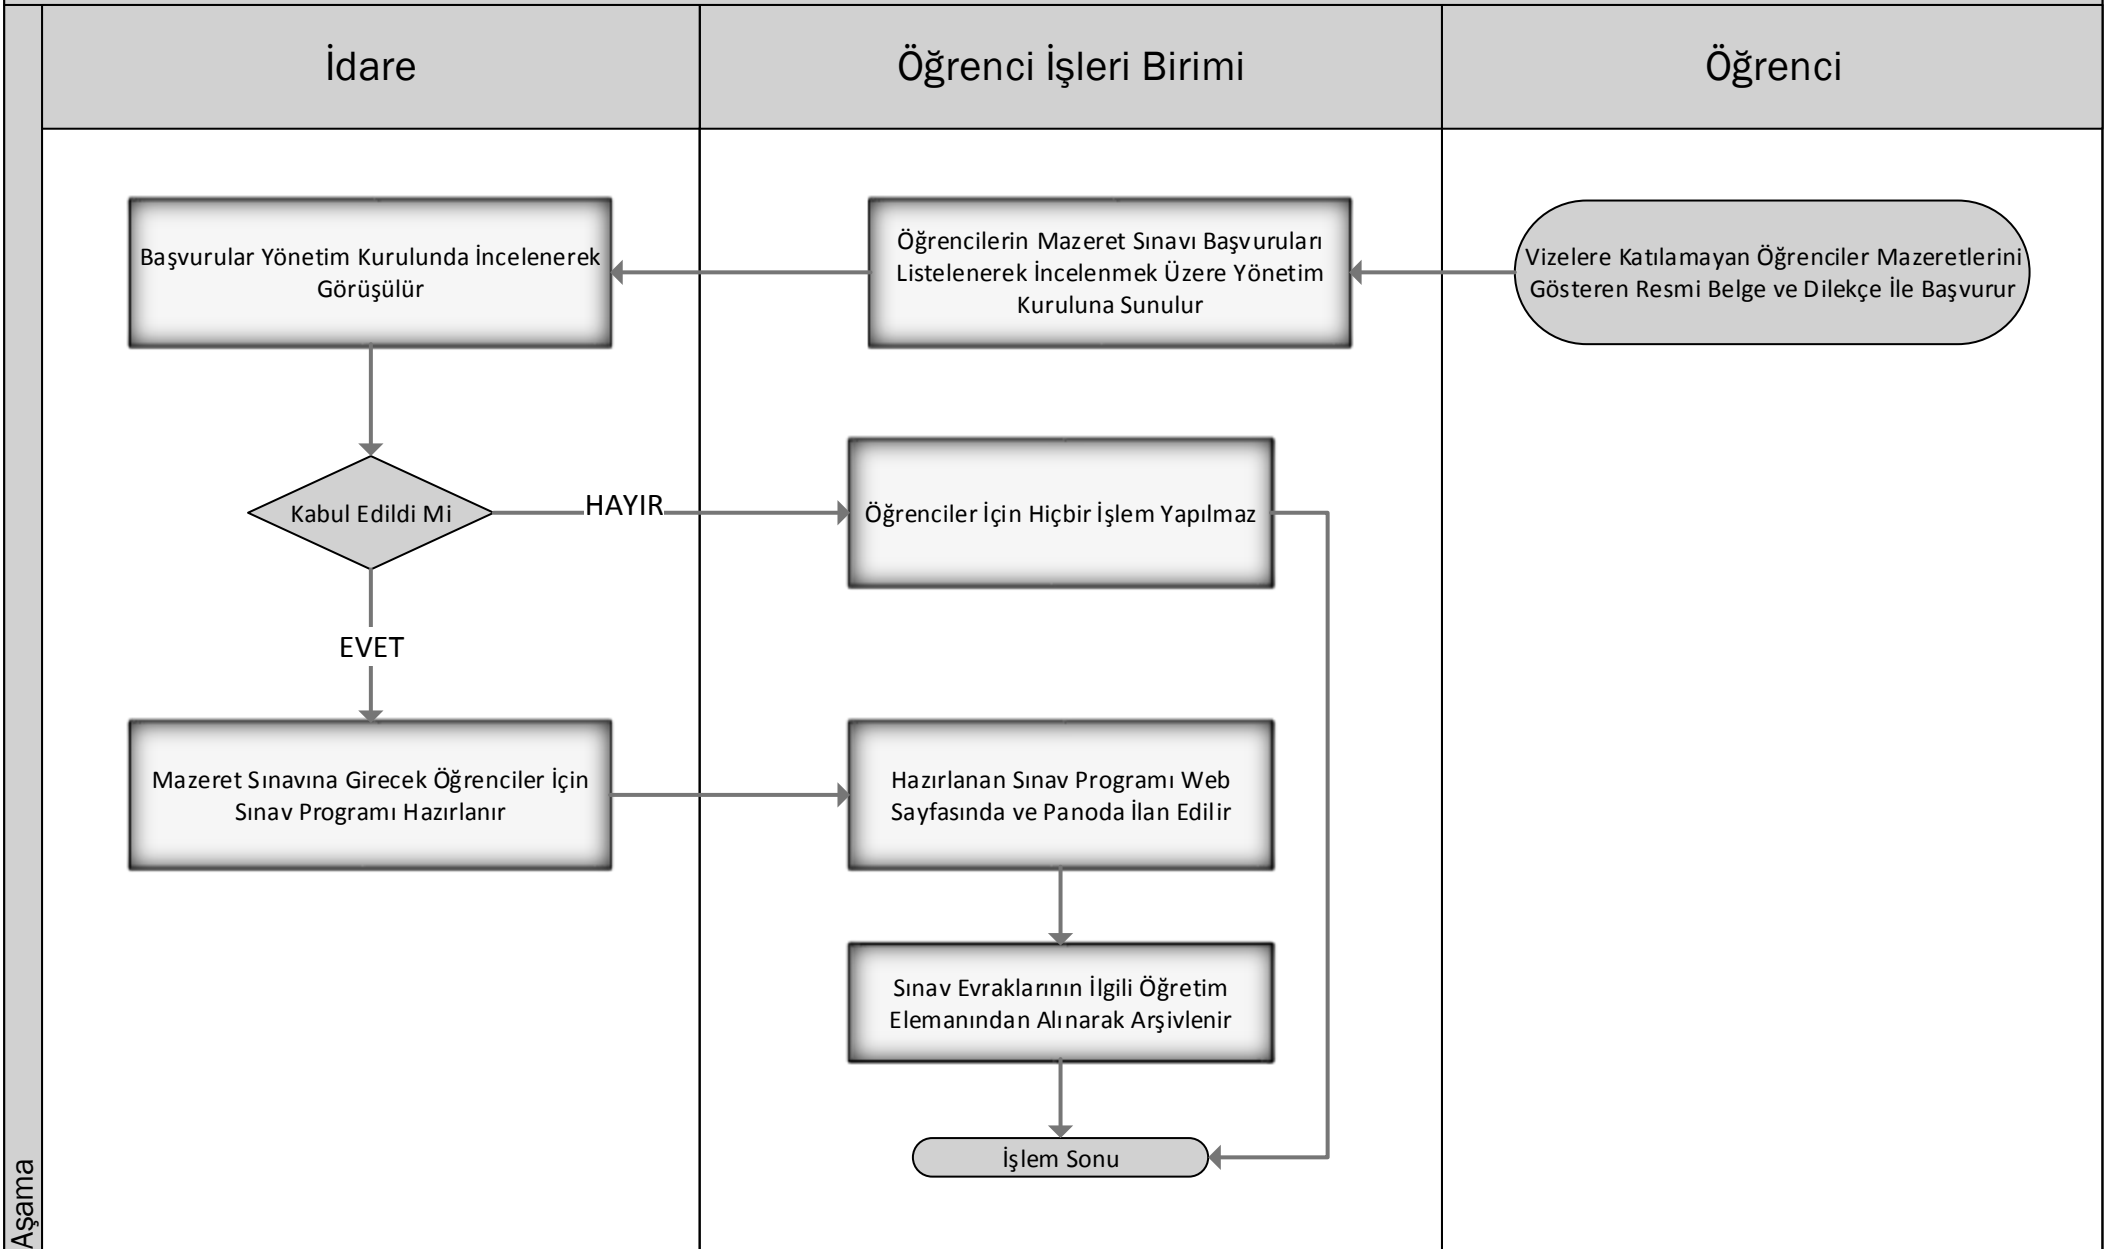 İdare
Öğrenci İşleri Birimi
Öğrenci
Başvurular Yönetim Kurulunda İncelenerek
Görüşülür
Öğrencilerin Mazeret Sınavı Başvuruları
Listelenerek İncelenmek Üzere Yönetim
Kuruluna Sunulur
Vizelere Katılamayan Öğrenciler Mazeretlerini
Gösteren Resmi Belge ve Dilekçe İle Başvurur
Kabul Edildi Mi
HAYIR
Öğrenciler İçin Hiçbir İşlem Yapılmaz
EVET
Mazeret Sınavına Girecek Öğrenciler İçin
Sınav Programı Hazırlanır
Hazırlanan Sınav Programı Web
Sayfasında ve Panoda İlan Edilir
Sınav Evraklarının İlgili Öğretim
Elemanından Alınarak Arşivlenir
İşlem Sonu
Aşama